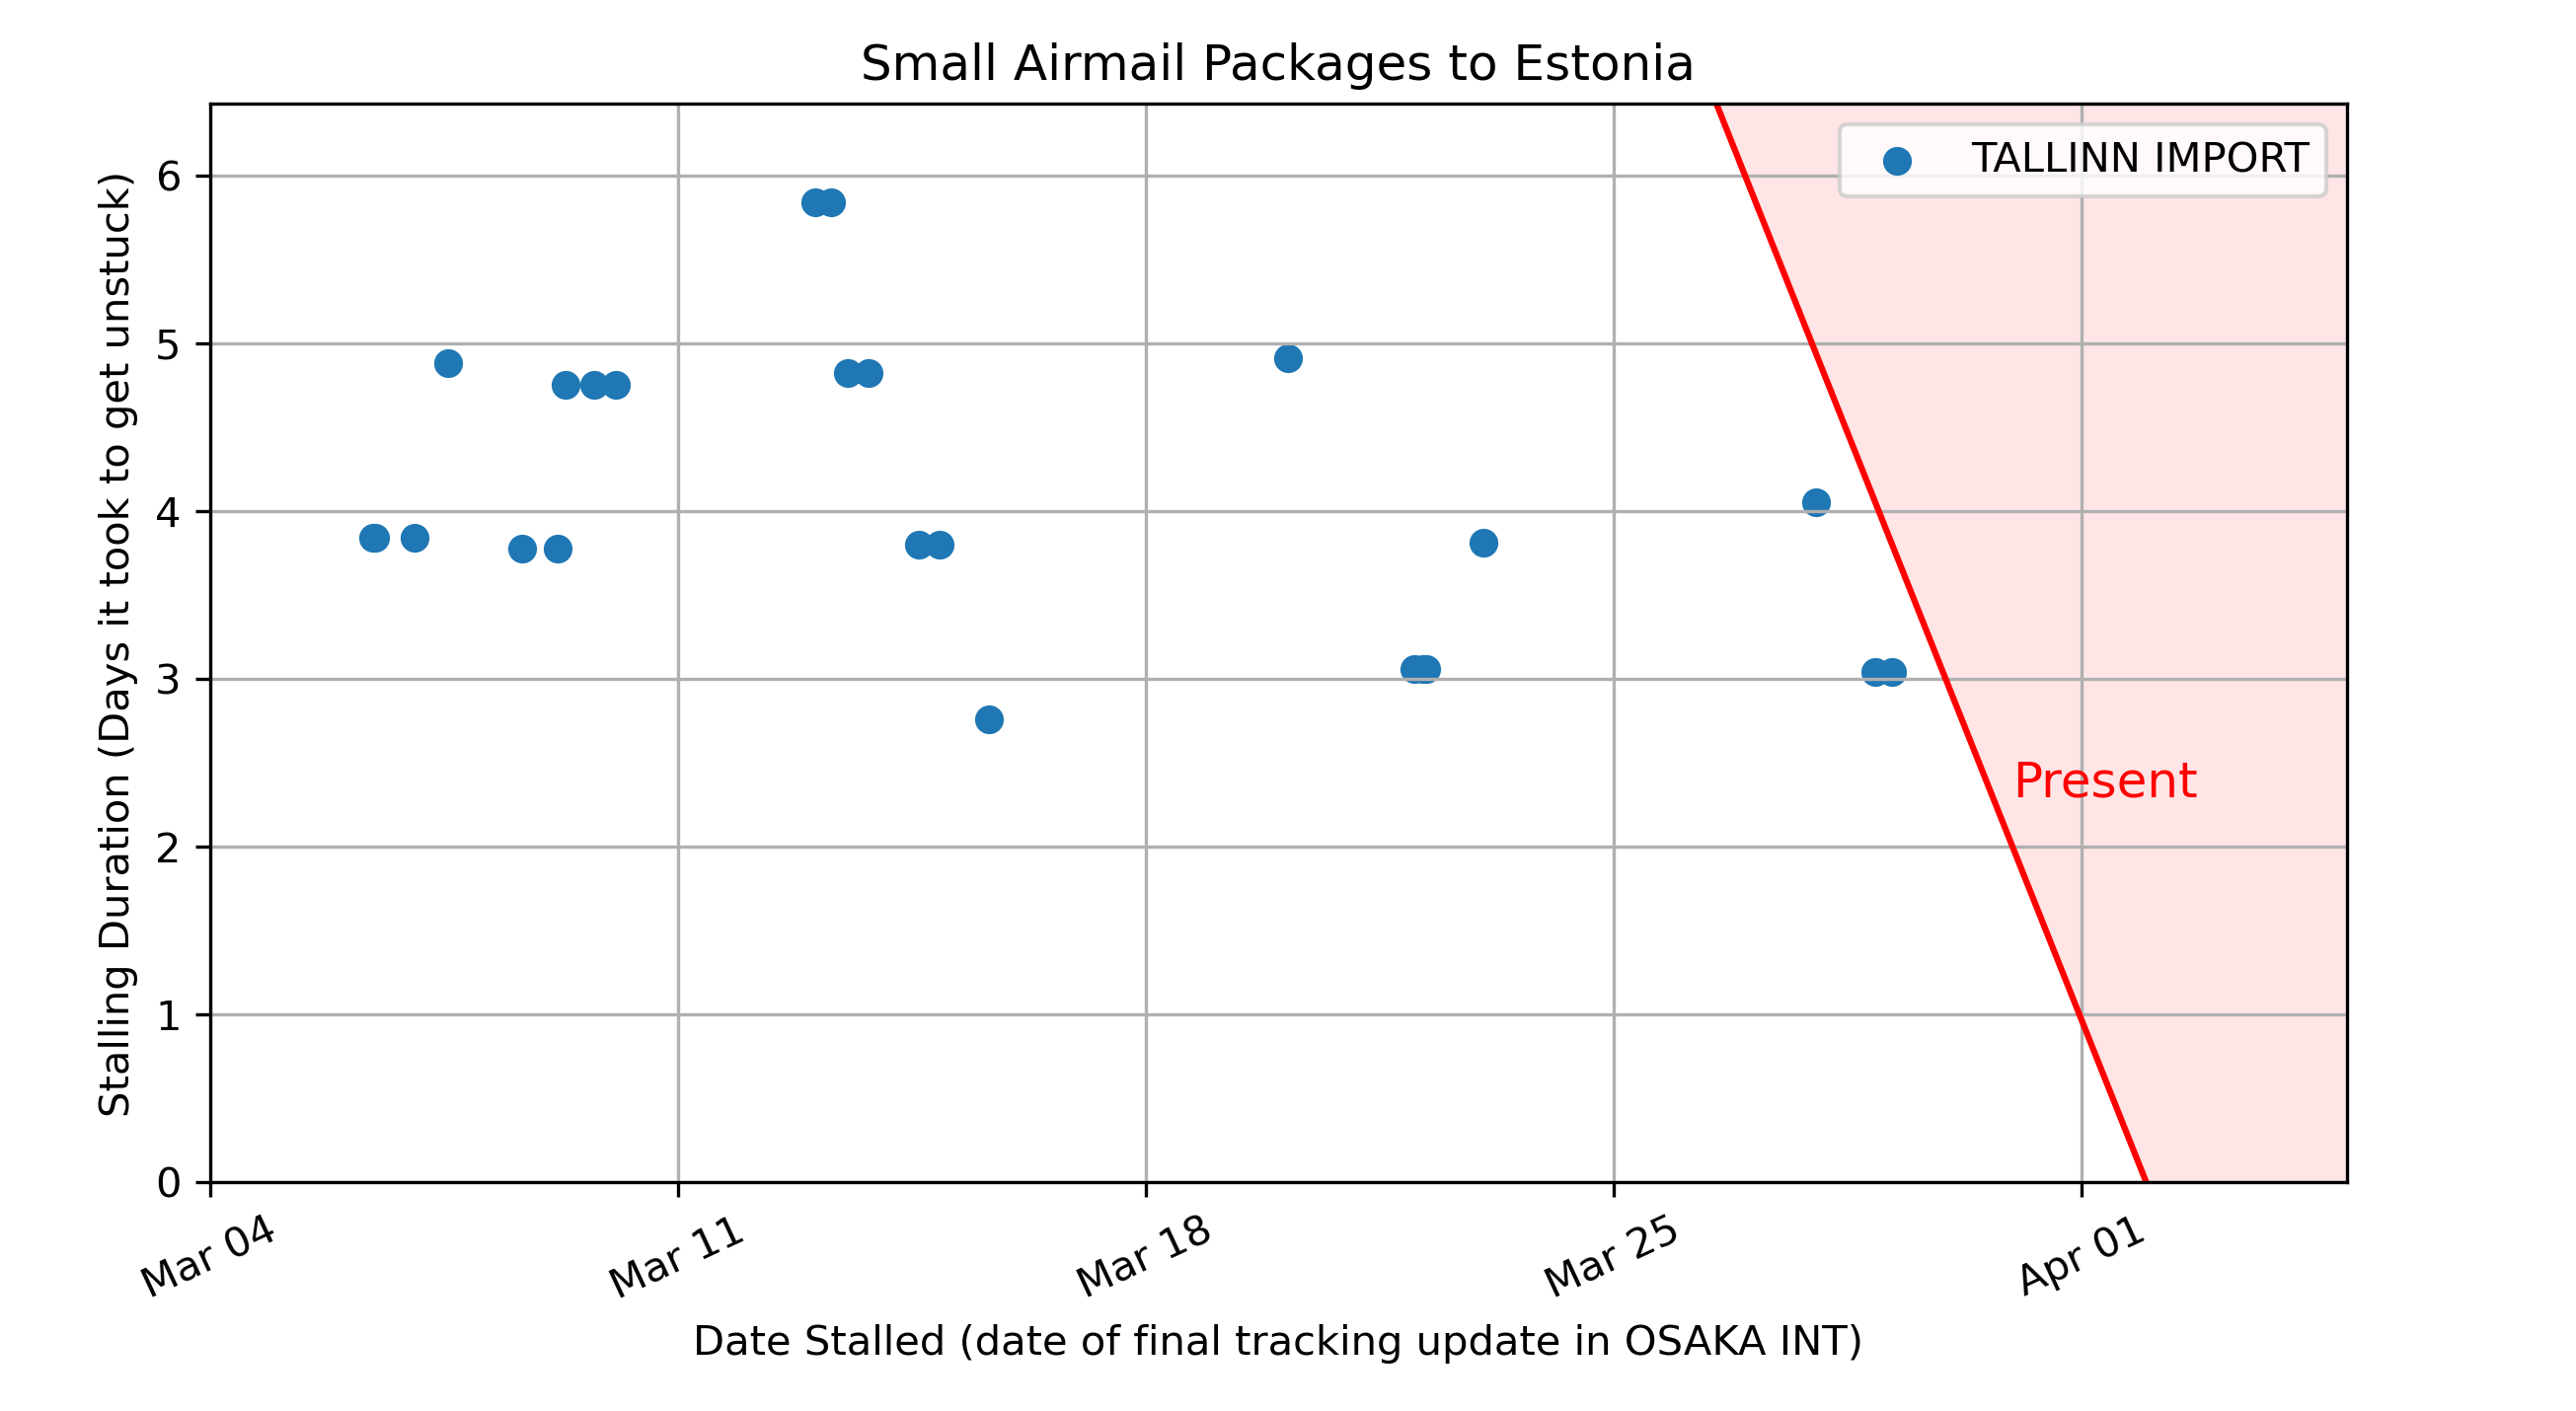 Small Airmail Packages to Estonia
TALLINN IMPORT
Stalling Duration (Days it took to get unstuck)
6
5
4
3
2
1
0
Present
Mar 04
Mar 11
Mar 18
Mar 25
Apr 01
Date Stalled (date of final tracking update in OSAKA INT)